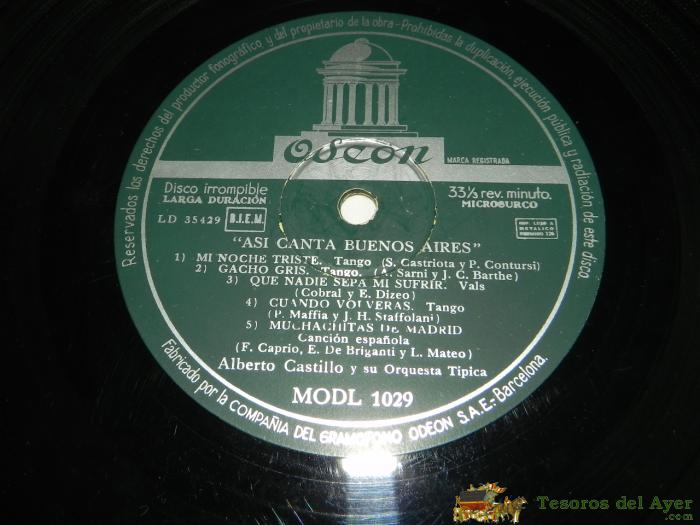 Reservados los derechos del productor fonográfico y del propietario de la obra - Prohibidas la duplicación, ejecución pública y radiación de este disco.
Odeon
MARCA REGISTRADA
Disco irrompible
LARGA DURACIÓN
33⅓ rev. minuto.
MICROSURCO
LD 35429 B.I.E.M.
"ASI CANTA BUENOS AIRES"
1) MI NOCHE TRISTE. Tango (S. Castriota y P. Contursi)
2) GACHO GRIS. Tango. (A. Sarni y J. C. Barthe)
3) QUE NADIE SEPA MI SUFRIR. Vals
(Cobral y E. Dizeo)
4) CUANDO VOLVERAS. Tango
(P. Maffia y J. H. Staffolani)
5) MUCHACHITAS DE MADRID
Canción española
(F. Caprio, E. De Briganti y L. Mateo)
Alberto Castillo y su Orquesta Típica
MODL 1029
Fabricado por la COMPAÑIA DEL GRAMOFONO ODEON S.A.E.-Barcelona.
Tesoros del Ayer
.com